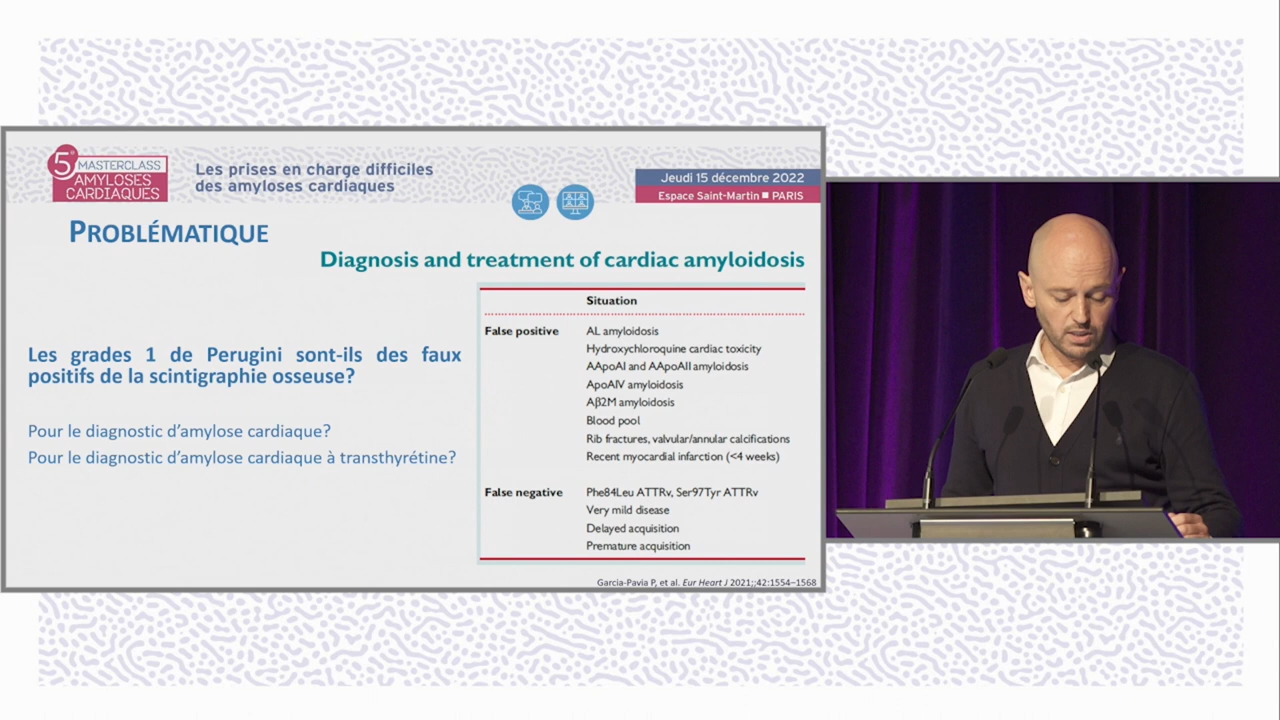 5e MASTERCLASS
AMYLOSES
CARDIAQUES
Les prises en charge difficiles
des amyloses cardiaques
Jeudi 15 décembre 2022
Espace Saint-Martin ■ PARIS
PROBLÉMATIQUE
Diagnosis and treatment of cardiac amyloidosis
Les grades 1 de Perugini sont-ils des faux
positifs de la scintigraphie osseuse?
Pour le diagnostic d’amylose cardiaque?
Pour le diagnostic d’amylose cardiaque à transthyrétine?
Situation
False positive AL amyloidosis
Hydroxychloroquine cardiac toxicity
AApoAI and AApoAII amyloidosis
ApoAIV amyloidosis
Aβ2M amyloidosis
Blood pool
Rib fractures, valvular/annular calcifications
Recent myocardial infarction (<4 weeks)
False negative Phe84Leu ATTRv, Ser97Tyr ATTRv
Very mild disease
Delayed acquisition
Premature acquisition
Garcia-Pavia P, et al. Eur Heart J 2021;;42:1554–1568